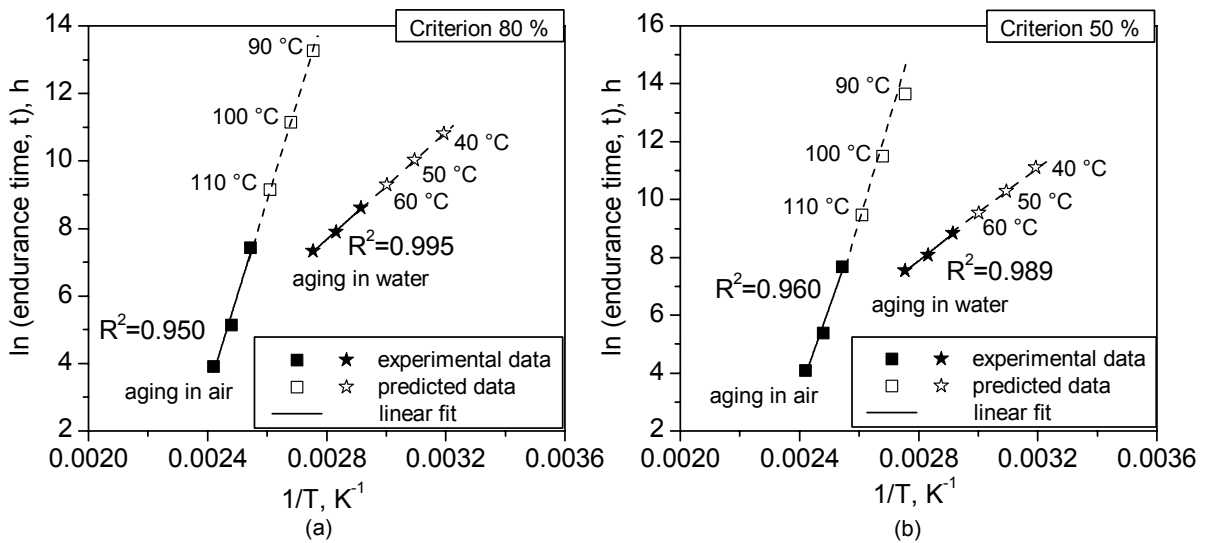 Criterion 80 %
ln (endurance time, t), h
14
12
10
8
6
4
2
90 °C
100 °C
110 °C
40 °C
50 °C
60 °C
R²=0.995
aging in water
R²=0.950
aging in air
experimental data
predicted data
linear fit
0.0020 0.0024 0.0028 0.0032 0.0036
1/T, K⁻¹
(a)
Criterion 50 %
ln (endurance time, t), h
16
14
12
10
8
6
4
2
90 °C
100 °C
110 °C
40 °C
50 °C
60 °C
R²=0.989
R²=0.960
aging in water
aging in air
experimental data
predicted data
linear fit
0.0020 0.0024 0.0028 0.0032 0.0036
1/T, K⁻¹
(b)